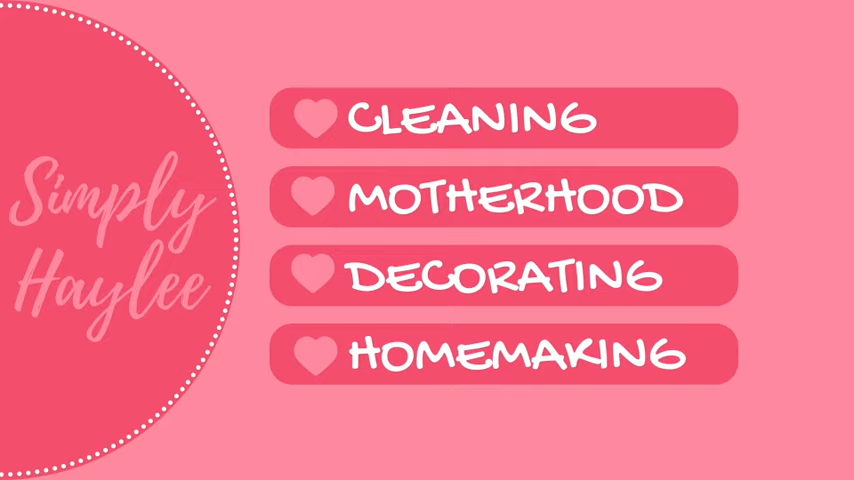 Simply
Haylee
CLEANING
MOTHERHOOD
DECORATING
HOMEMAKING